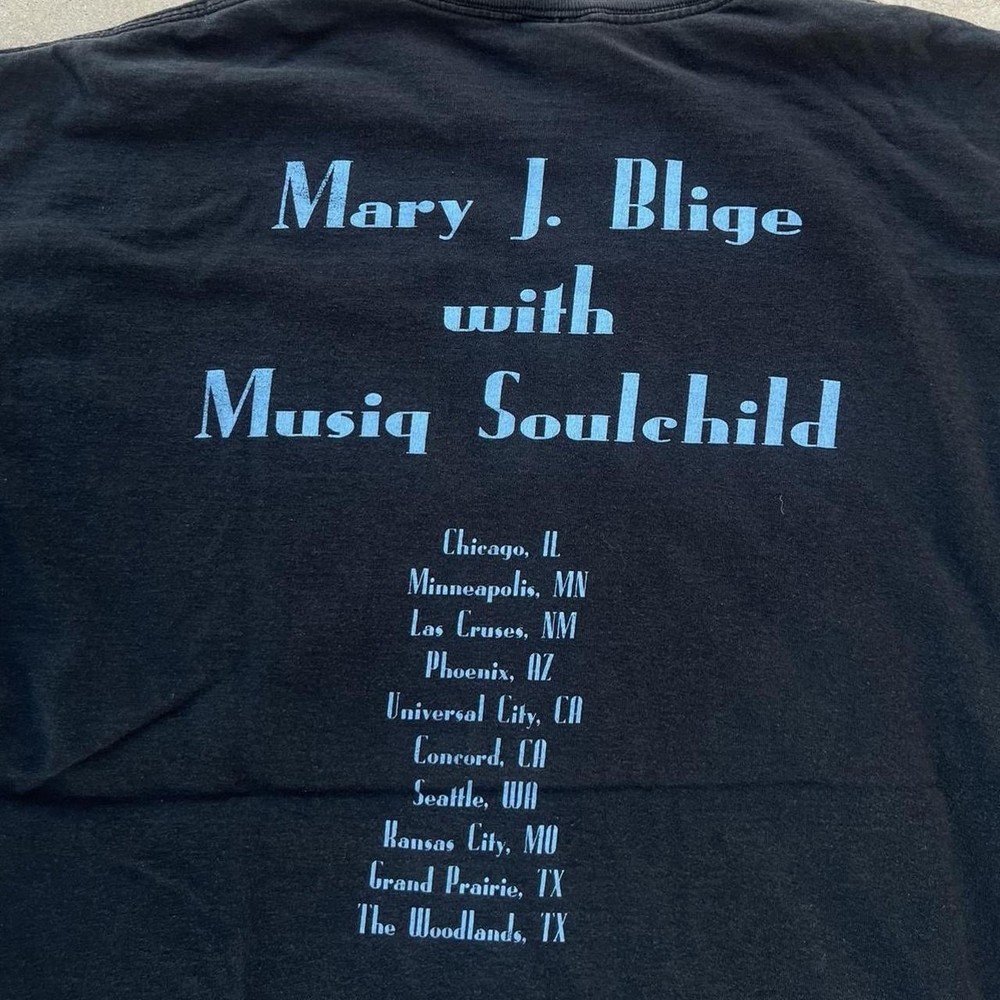 Mary J. Blige
with
Musiq Soulchild
Chicago, IL
Minneapolis, MN
Las Cruses, NM
Phoenix, AZ
Universal City, CA
Concord, CA
Seattle, WA
Kansas City, MO
Grand Prairie, TX
The Woodlands, TX